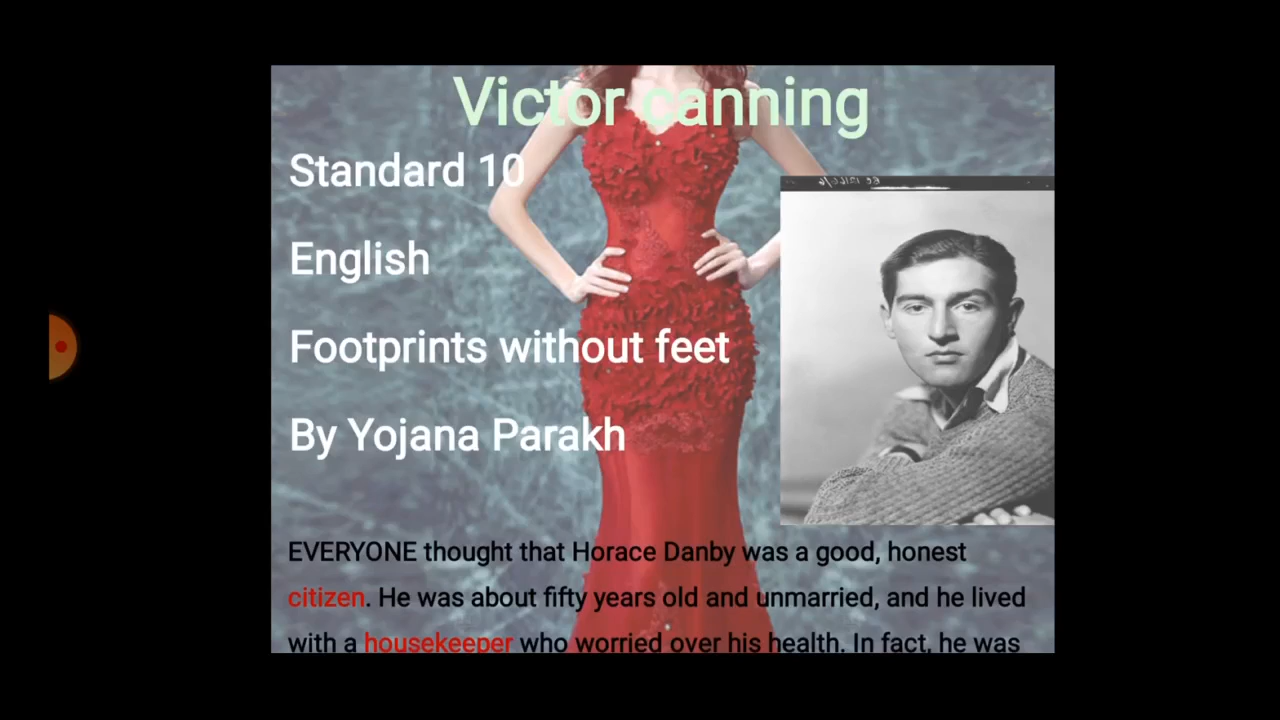 Victor canning
Standard 10
English
Footprints without feet
By Yojana Parakh
EVERYONE thought that Horace Danby was a good, honest
citizen. He was about fifty years old and unmarried, and he lived
with a housekeeper who worried over his health. In fact, he was